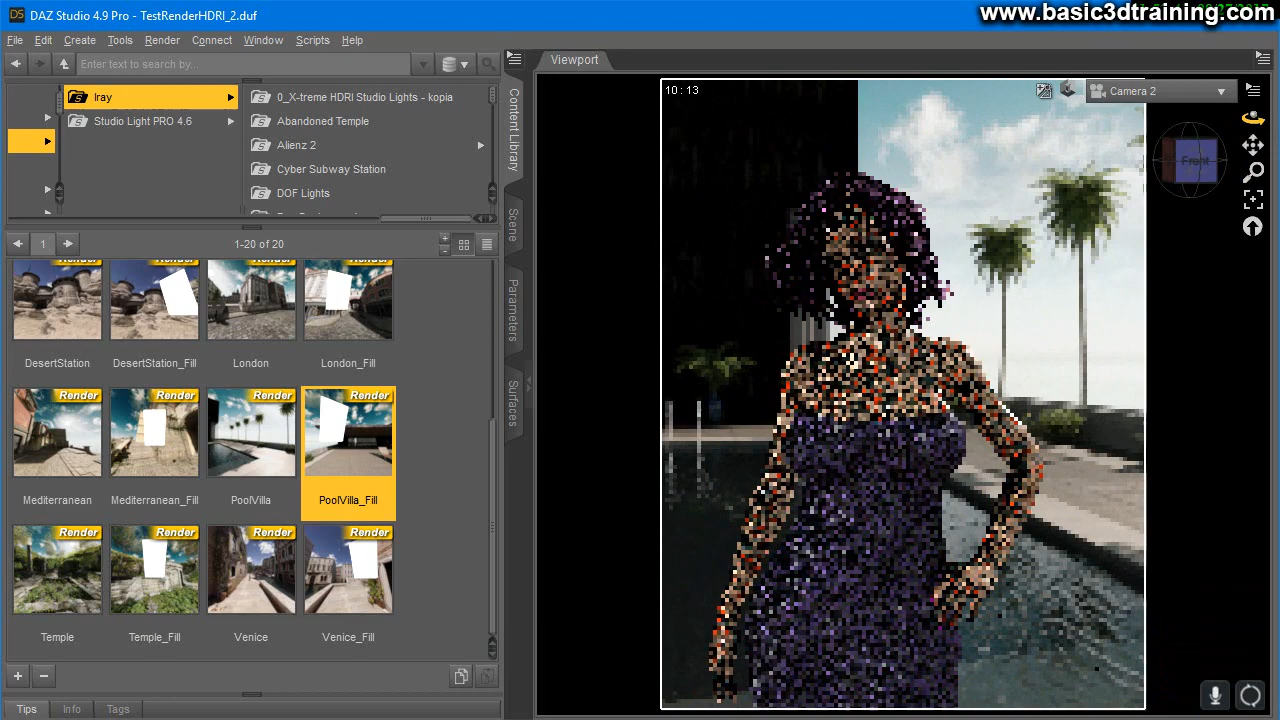 DAZ Studio 4.9 Pro - TestRenderHDRI_2.duf
www.basic3dtraining.com
File Edit Create Tools Render Connect Window Scripts Help
Enter text to search by...
Viewport
Iray
Studio Light PRO 4.6
0_X-treme HDRI Studio Lights - kopia
Abandoned Temple
Alienz 2
Cyber Subway Station
DOF Lights
Content Library
Scene
Parameters
Surfaces
10 : 13
Camera 2
Front
1
1-20 of 20
DesertStation
DesertStation_Fill
London
London_Fill
Render
Render
Render
Render
Mediterranean
Mediterranean_Fill
PoolVilla
PoolVilla_Fill
Render
Render
Render
Render
Temple
Temple_Fill
Venice
Venice_Fill
Tips
Info
Tags